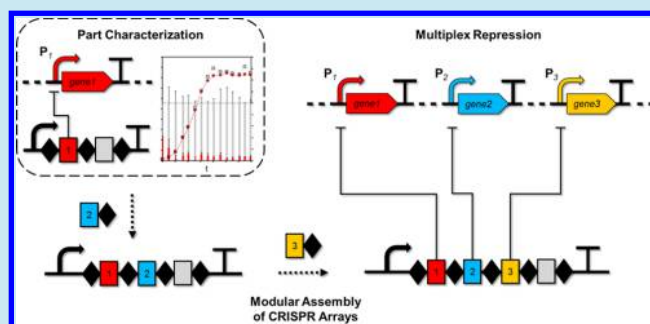 Part Characterization
Multiplex Repression
P1
gene1
t
1
P1
P2
P3
gene1
gene2
gene3
2
3
1
2
1
2
3
Modular Assembly
of CRISPR Arrays